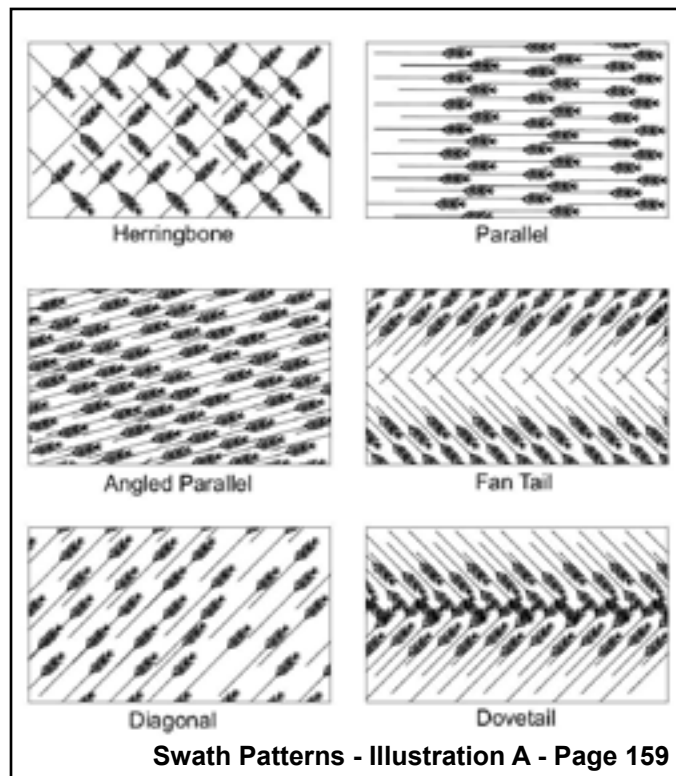 Herringbone
Parallel
Angled Parallel
Fan Tail
Diagonal
Dovetail
Swath Patterns - Illustration A - Page 159